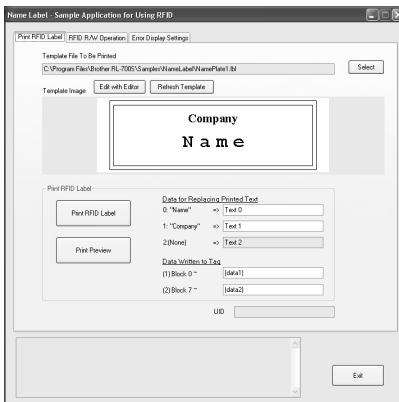 Name Label - Sample Application for Using RFID
Print RFID Label RFID R/W Operation Error Display Settings
Template File To Be Printed
C:\Program Files\Brother RL-700S\Samples\NameLabel\NamePlate1.lbl Select
Template Image Edit with Editor Refresh Template
Company
Name
Print RFID Label
Data for Replacing Printed Text
Print RFID Label 0: "Name" => Text 0
1: "Company" => Text 1
Print Preview 2:(None) => Text 2
Data Written to Tag
(1) Block 0 ~ (data1)
(2) Block 7 ~ (data2)
UID
Exit